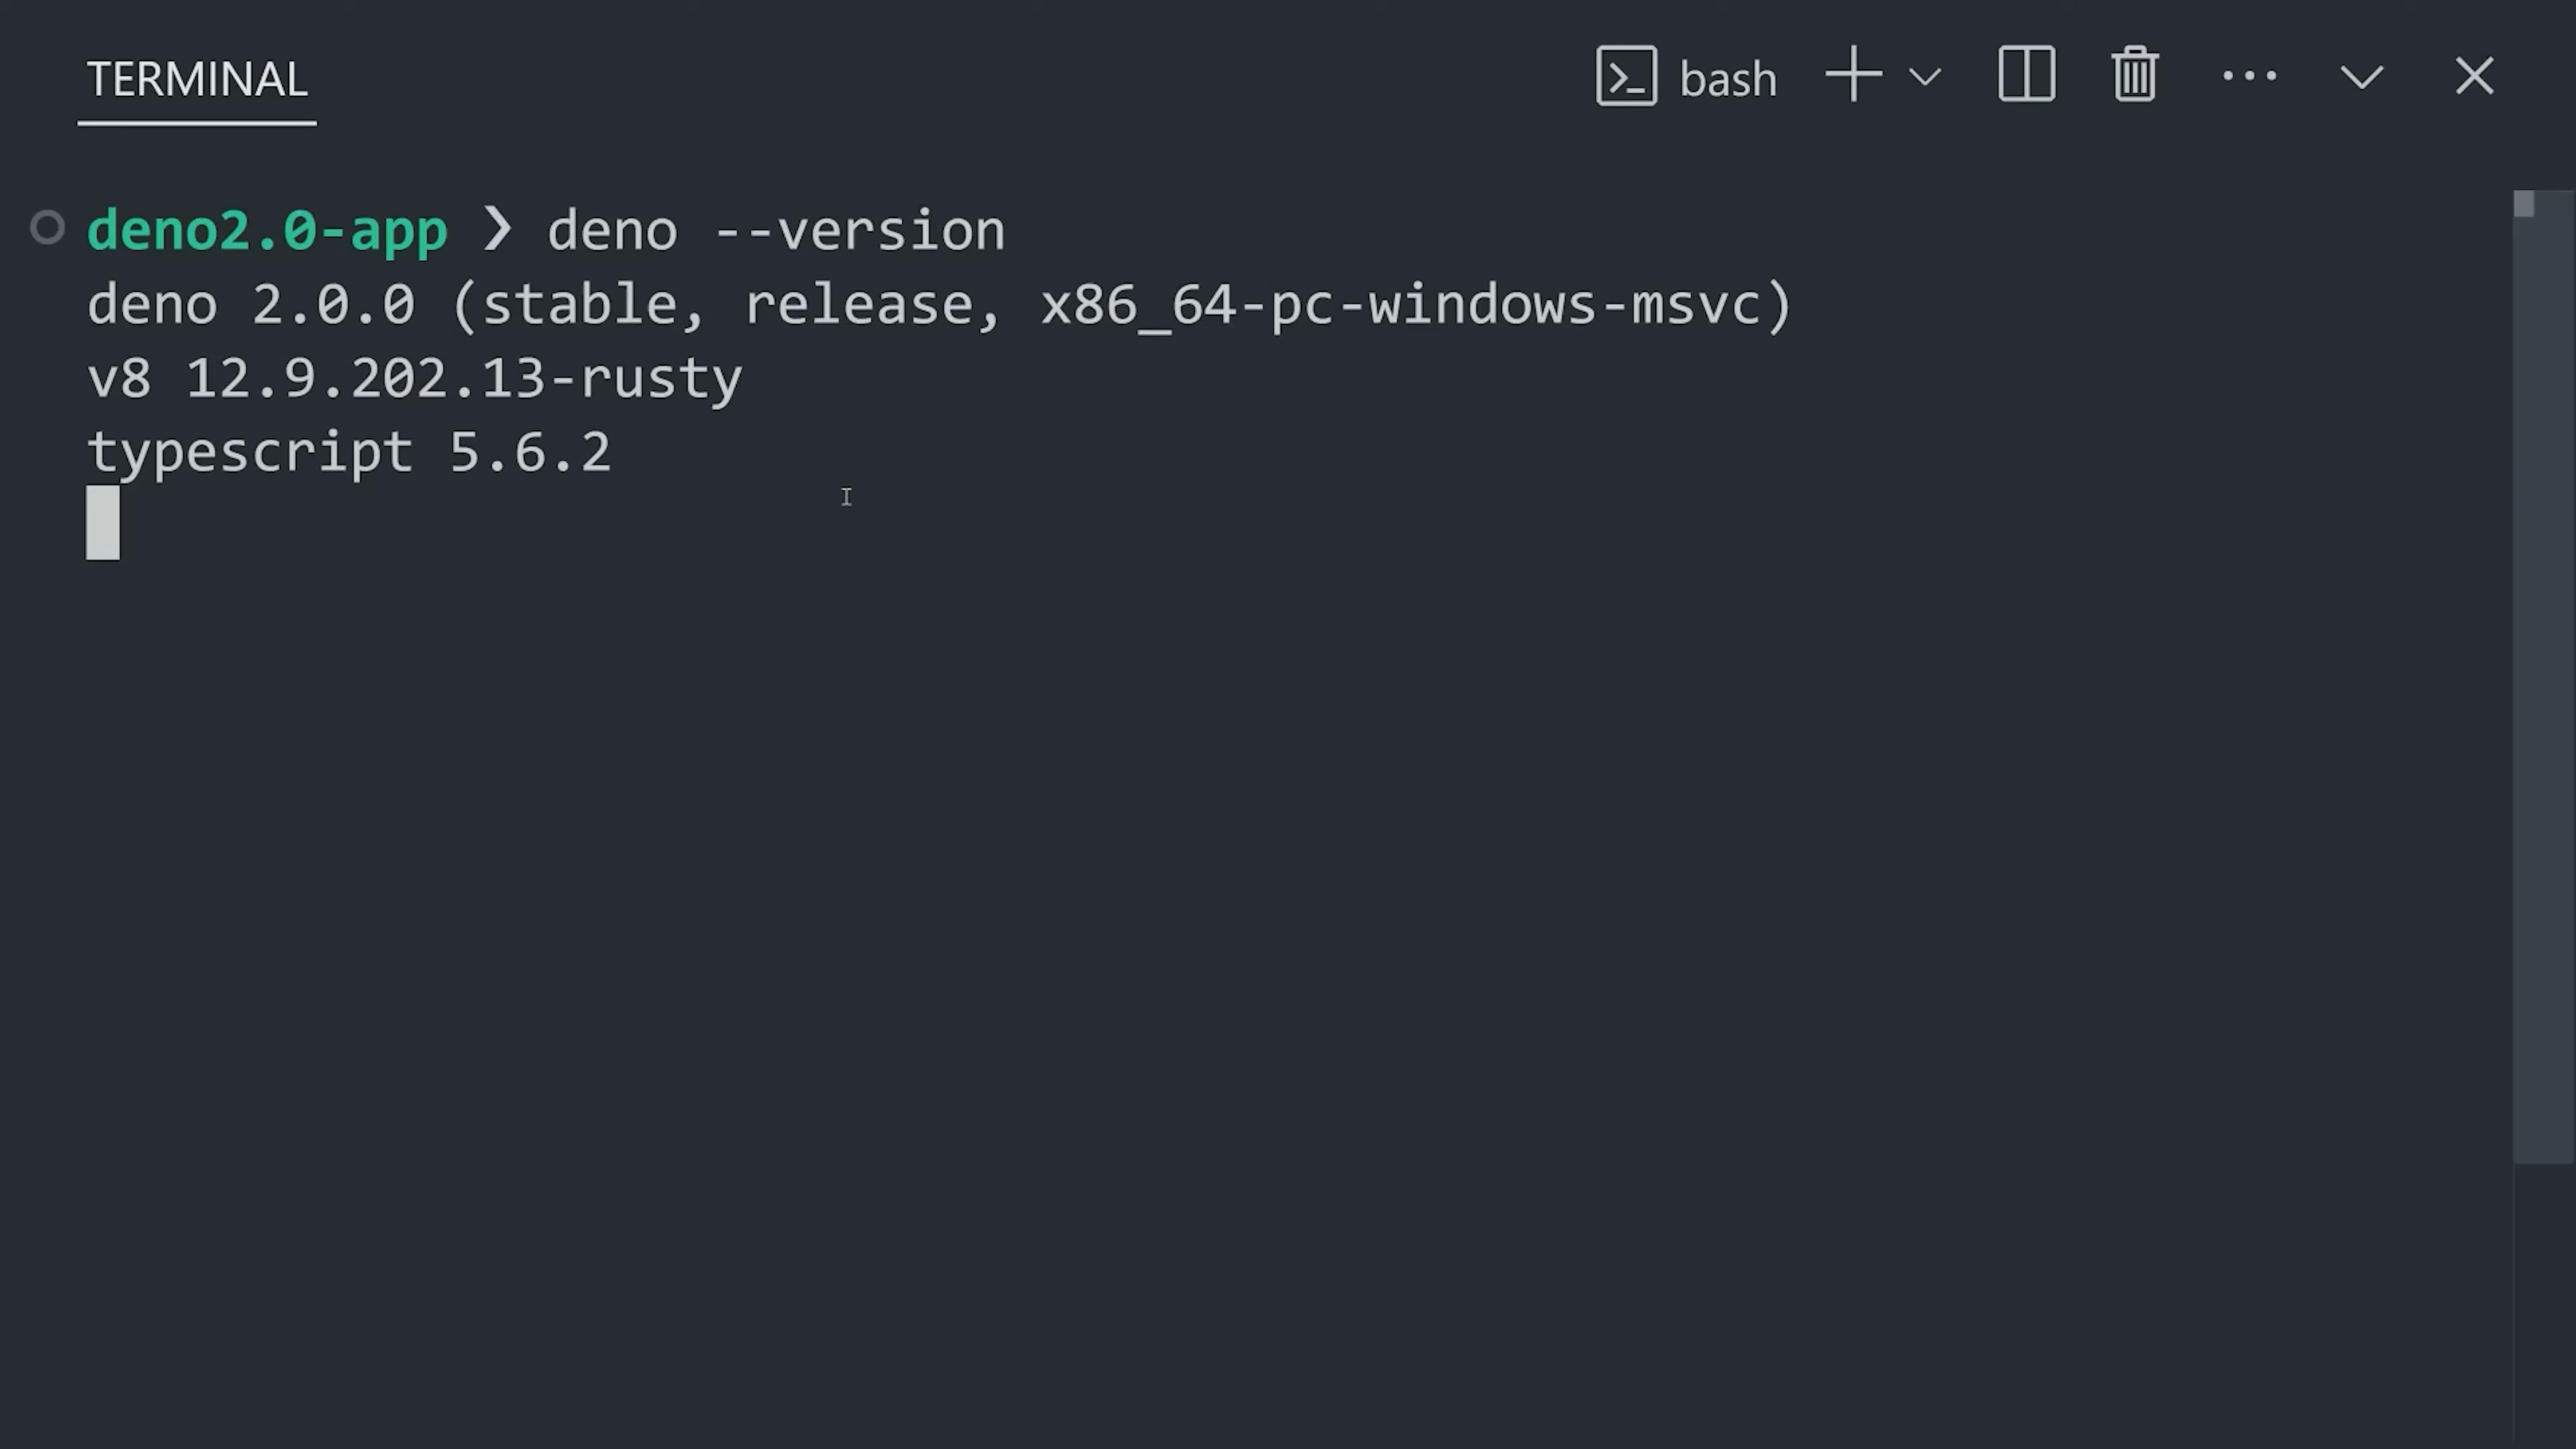 TERMINAL
bash
deno2.0-app ❯ deno --version
deno 2.0.0 (stable, release, x86_64-pc-windows-msvc)
v8 12.9.202.13-rusty
typescript 5.6.2